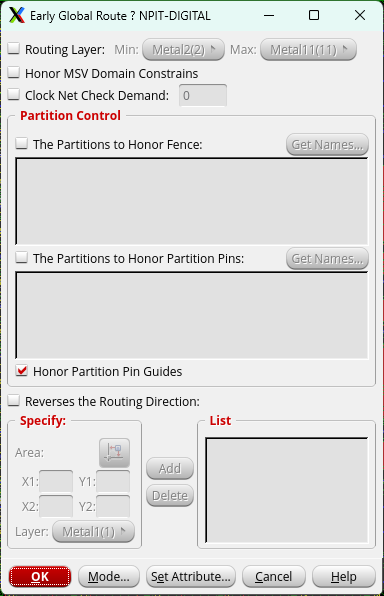 Early Global Route ? NPIT-DIGITAL
Routing Layer: Min: Metal2(2) Max: Metal11(11)
Honor MSV Domain Constrains
Clock Net Check Demand: 0
Partition Control
The Partitions to Honor Fence: Get Names...
The Partitions to Honor Partition Pins: Get Names...
Honor Partition Pin Guides
Reverses the Routing Direction:
Specify: List
Area:
X1: Y1: Add
X2: Y2: Delete
Layer: Metal1(1)
OK Mode... Set Attribute... Cancel Help